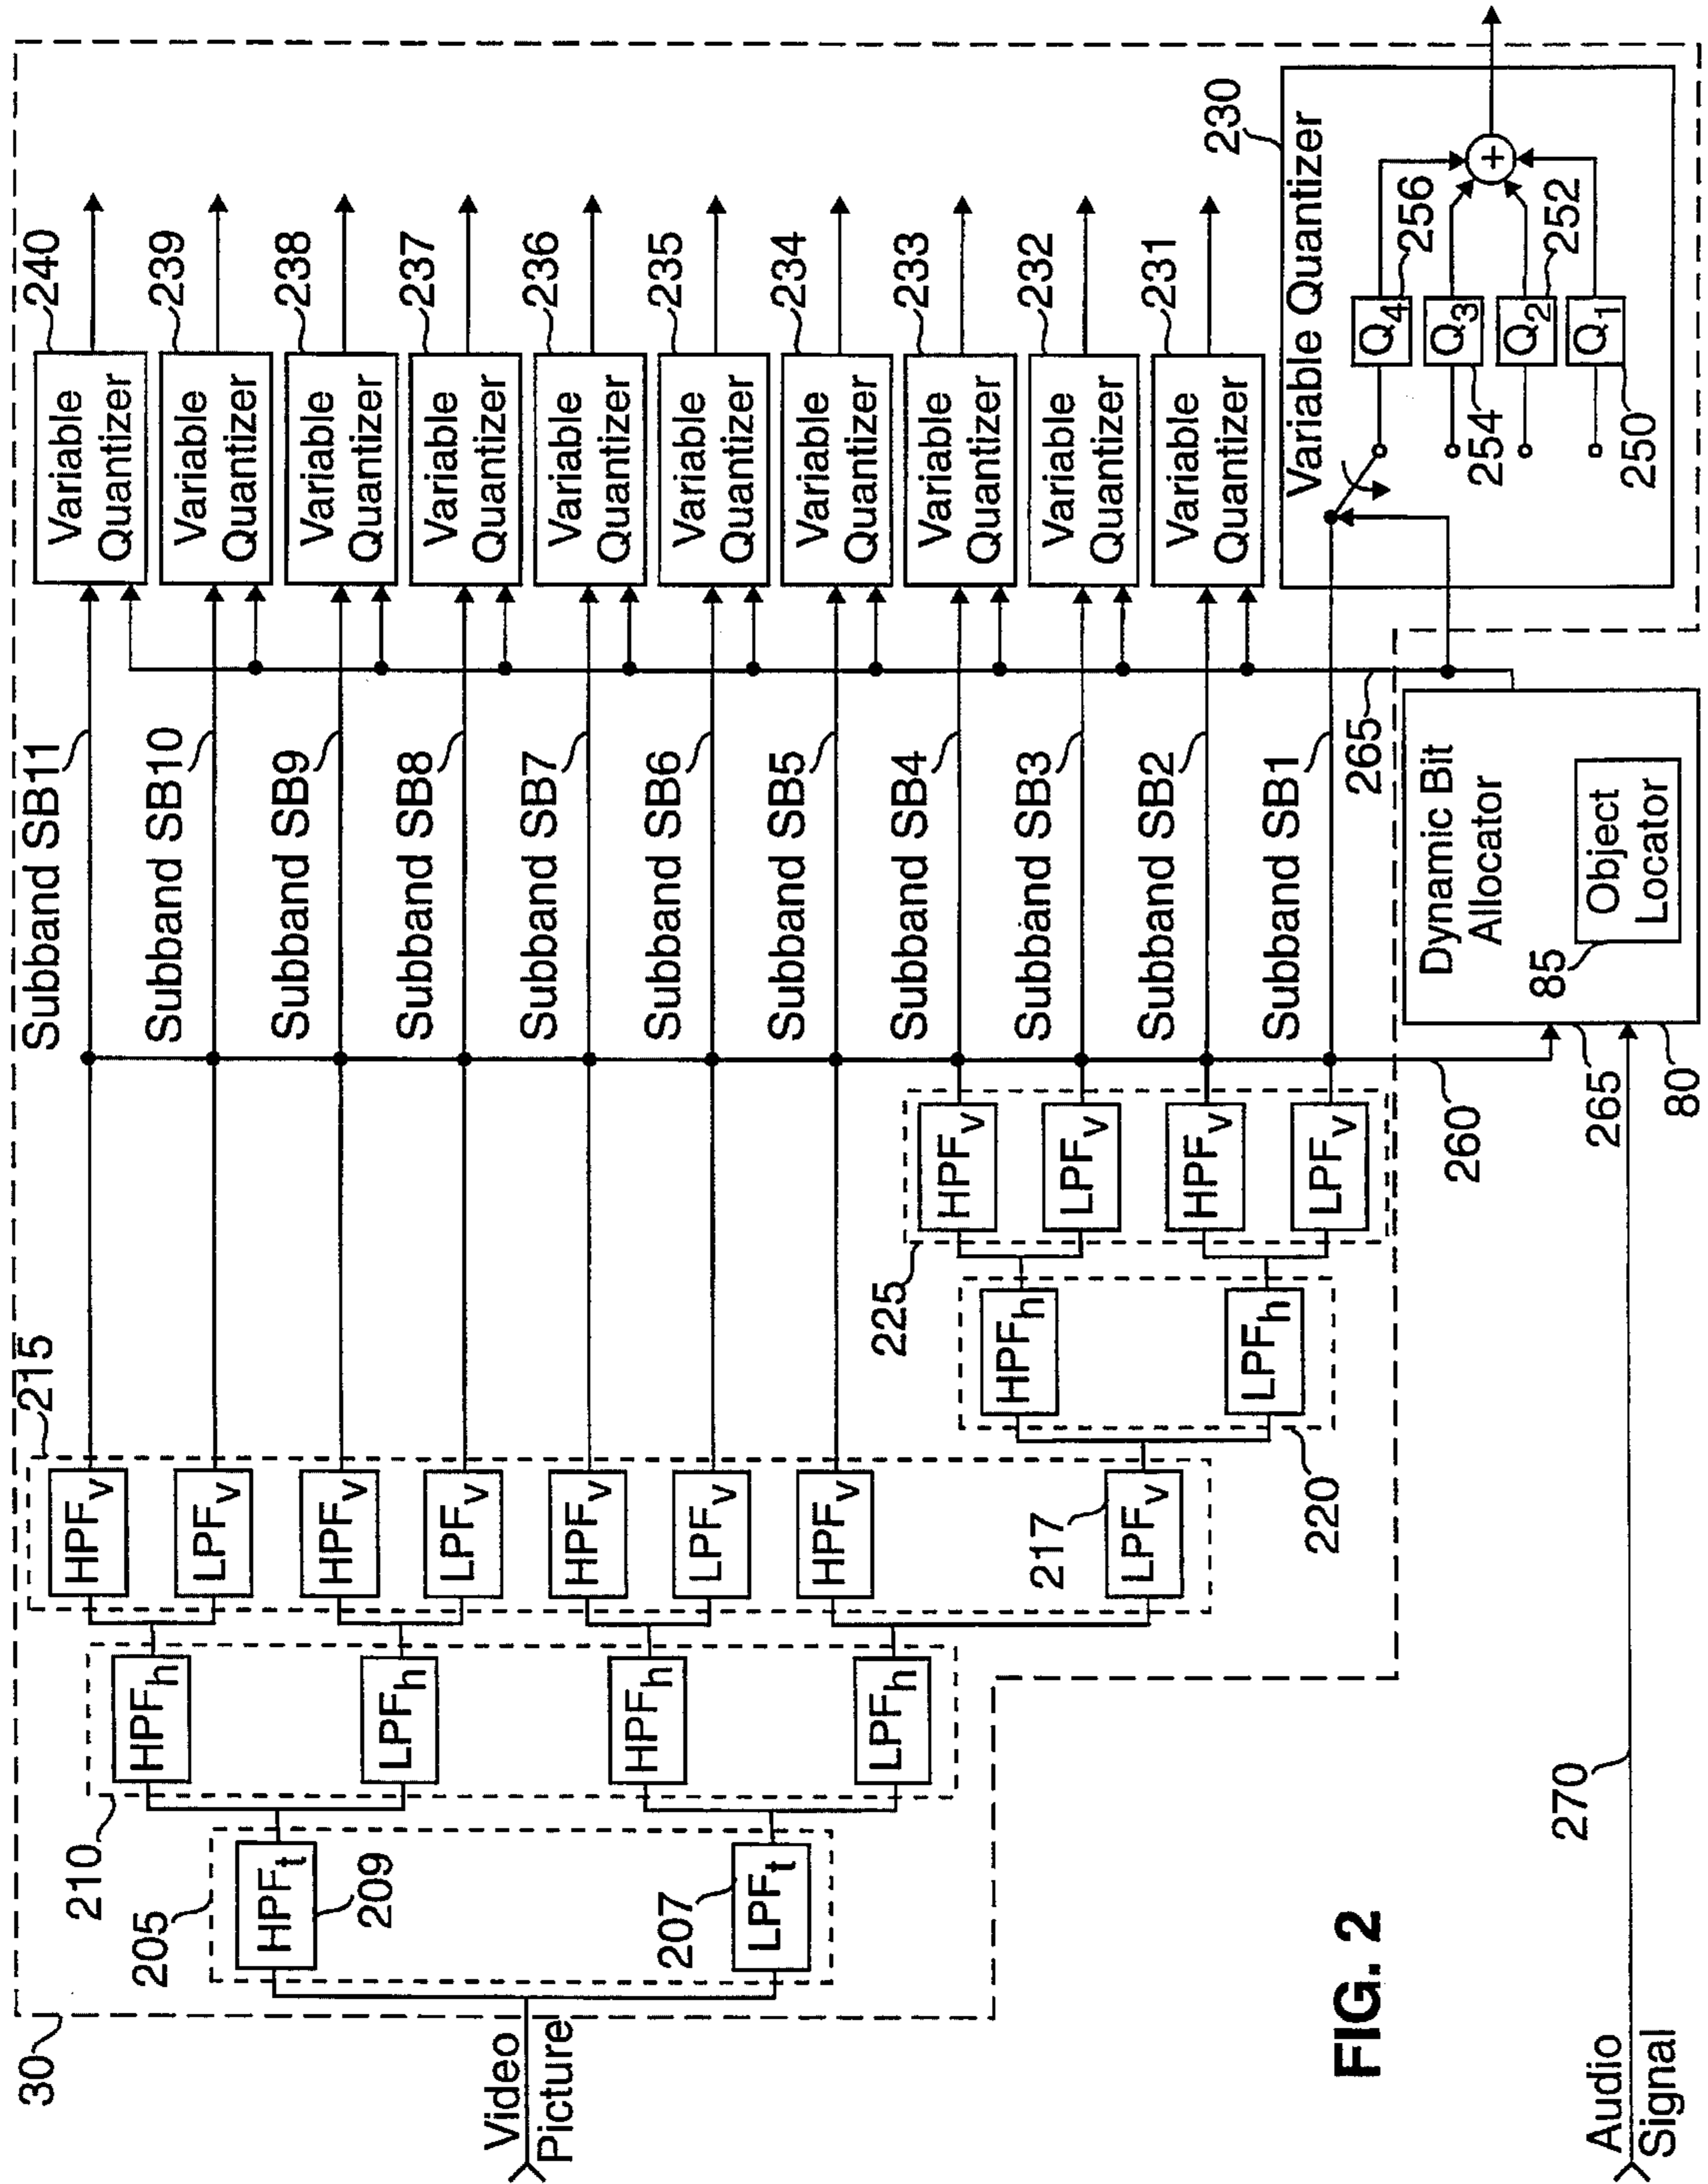 30
Video
Picture
205
HPFt
209
207
LPFt
210
HPFh
LPFh
HPFh
LPFh
215
HPFv
LPFv
HPFv
LPFv
HPFv
LPFv
HPFv
217
LPFv
220
HPFh
LPFh
225
HPFv
LPFv
HPFv
LPFv
260
Subband SB11
Subband SB10
Subband SB9
Subband SB8
Subband SB7
Subband SB6
Subband SB5
Subband SB4
Subband SB3
Subband SB2
Subband SB1
265
Variable
Quantizer
240
Variable
Quantizer
239
Variable
Quantizer
238
Variable
Quantizer
237
Variable
Quantizer
236
Variable
Quantizer
235
Variable
Quantizer
234
Variable
Quantizer
233
Variable
Quantizer
232
Variable
Quantizer
231
230
Variable Quantizer
Q4
256
Q3
254
Q2
252
Q1
250
+
Dynamic Bit
Allocator
85
Object
Locator
265
80
270
Audio
Signal
FIG. 2